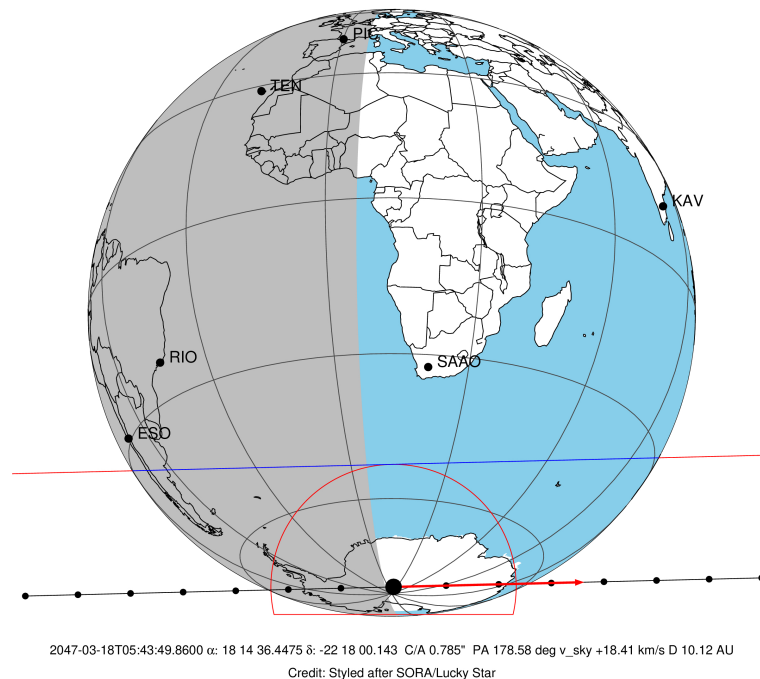 PIC
TEN
KAV
RIO
SAAO
ESO
2047-03-18T05:43:49.8600 α: 18 14 36.4475 δ: -22 18 00.143 C/A 0.785" PA 178.58 deg v_sky +18.41 km/s D 10.12 AU
Credit: Styled after SORA/Lucky Star